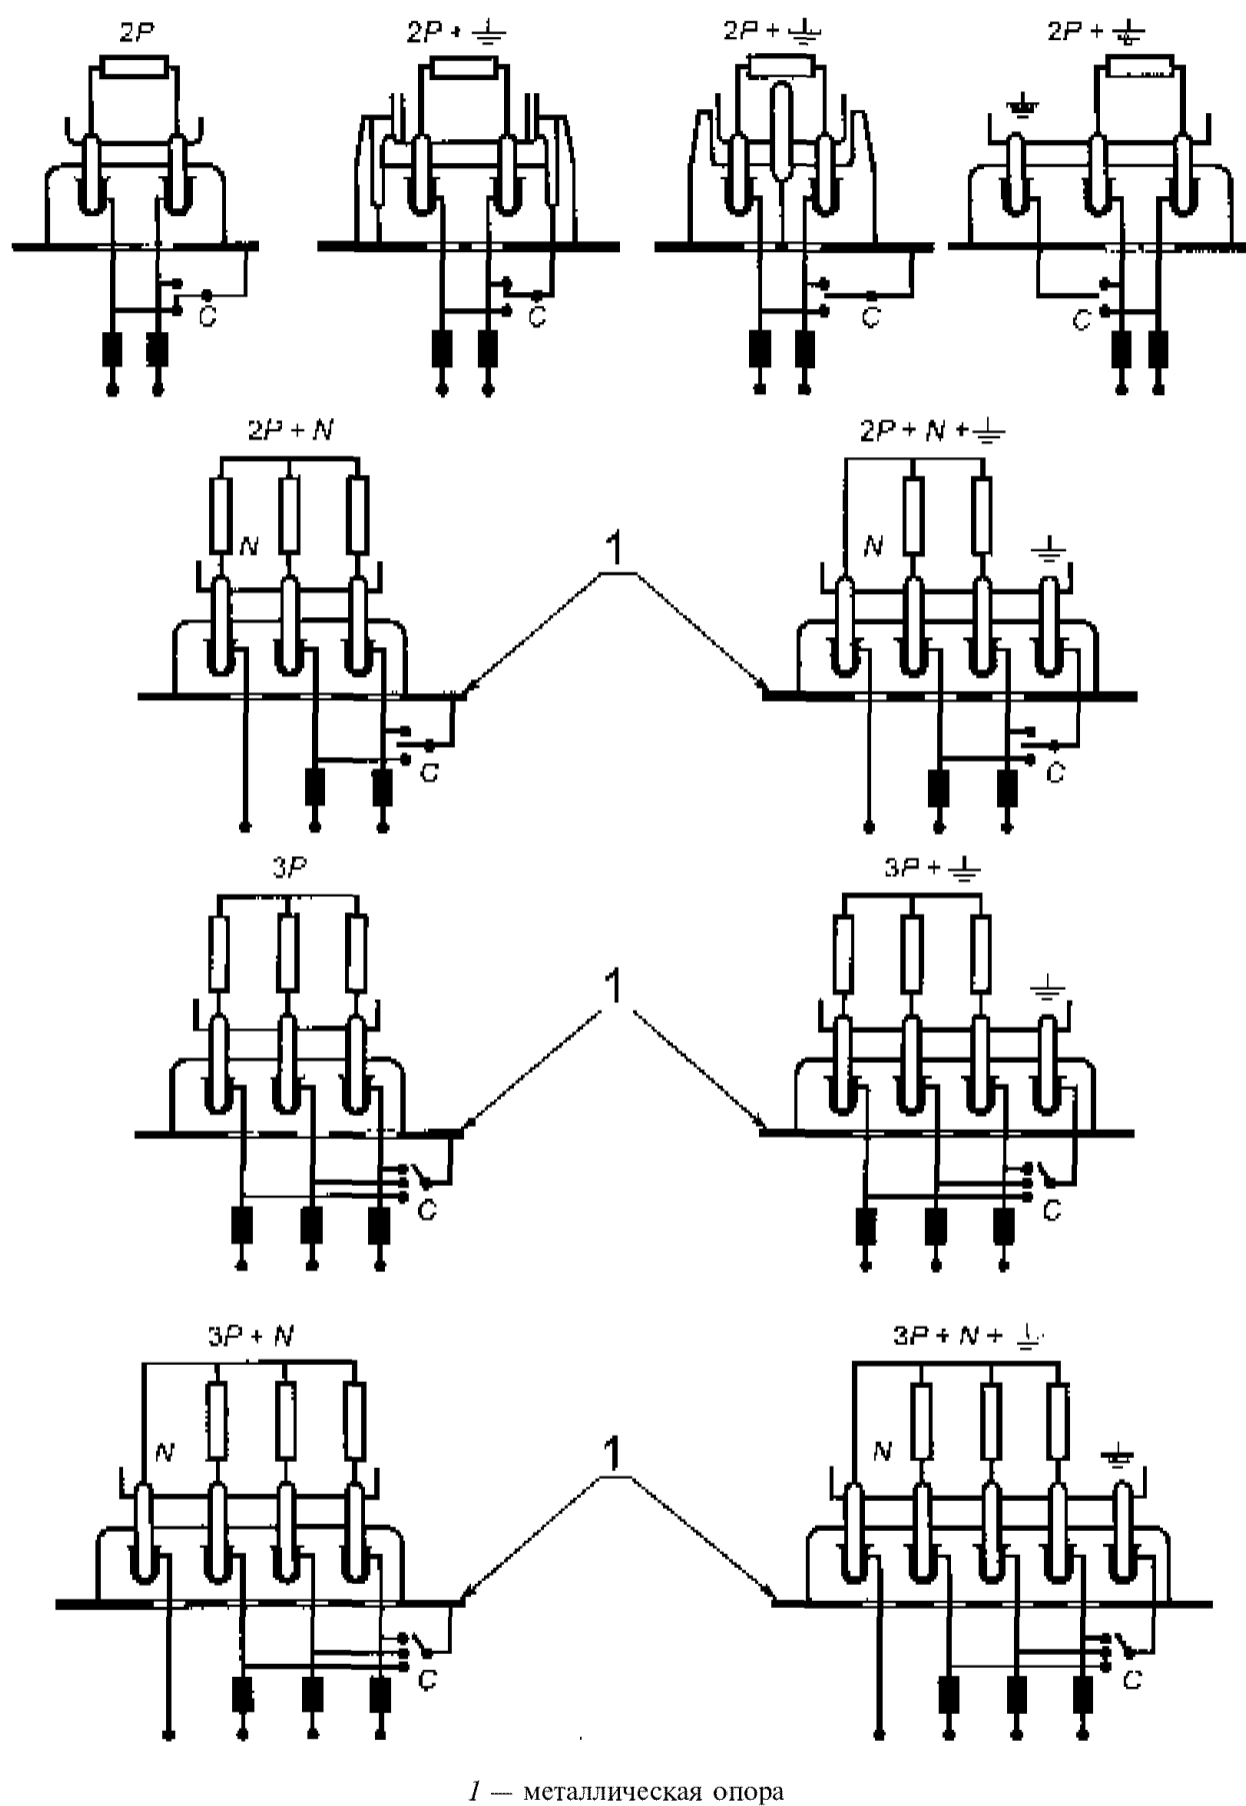 2P
2P + ⏚
2P + ⏚
2P + ⏚
⏚
C
C
C
C
2P + N
2P + N + ⏚
N
1
N
⏚
C
C
3P
3P + ⏚
1
⏚
C
C
3P + N
3P + N + ⏚
N
1
N
⏚
C
C
1 — металлическая опора